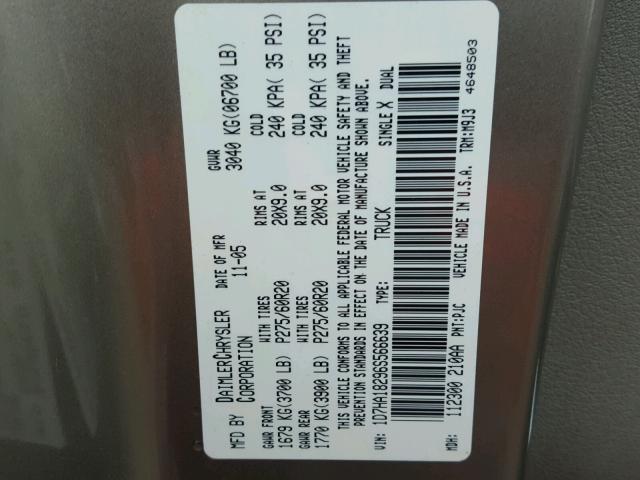 MFD BY DAIMLERCHRYSLER CORPORATION
DATE OF MFR 11-05
GVWR 3040 KG(06700 LB)
GAWR FRONT WITH TIRES RIMS AT COLD
1679 KG(3700 LB) P275/60R20 20X9.0 240 KPA( 35 PSI)
GAWR REAR WITH TIRES RIMS AT COLD
1770 KG(3900 LB) P275/60R20 20X9.0 240 KPA( 35 PSI)
THIS VEHICLE CONFORMS TO ALL APPLICABLE FEDERAL MOTOR VEHICLE SAFETY AND THEFT
PREVENTION STANDARDS IN EFFECT ON THE DATE OF MANUFACTURE SHOWN ABOVE.
VIN: 1D7HA18296S566639 TYPE: TRUCK SINGLE X DUAL
MDH: 112300 210AA PNT:PJC VEHICLE MADE IN U.S.A. TRM:M9J3
4648503